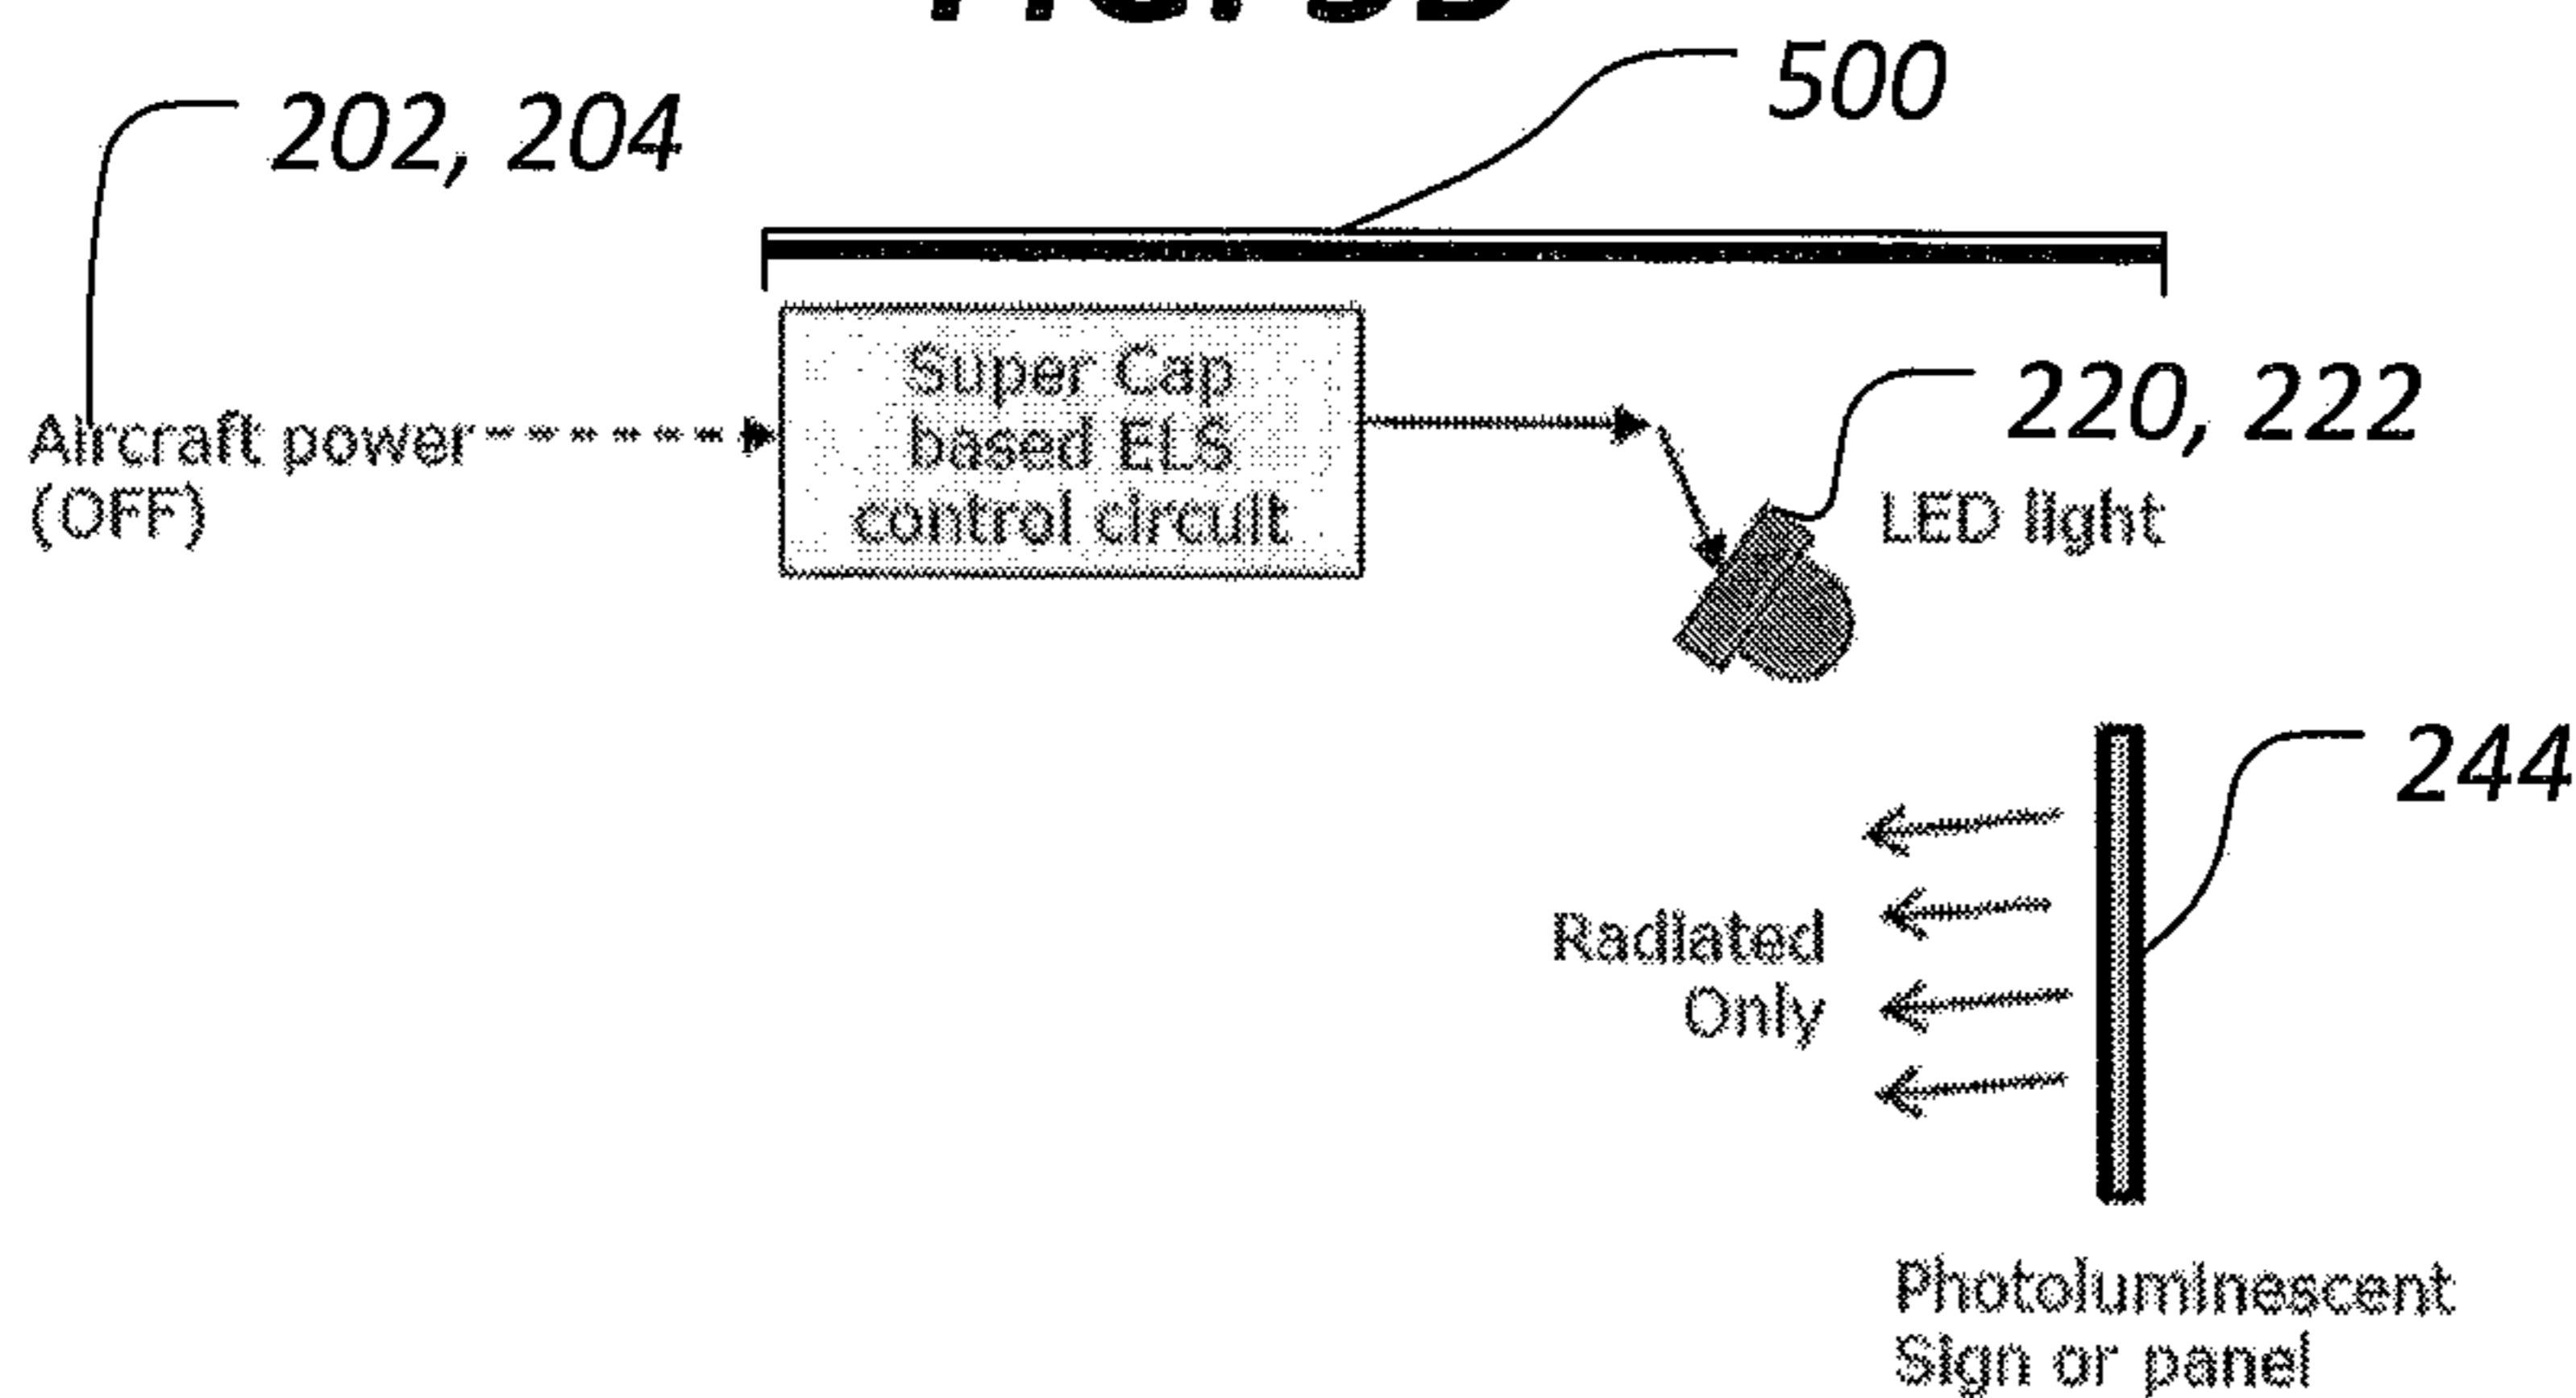 500
202, 204
Super Cap
based ELS
control circuit
Aircraft power
(OFF)
220, 222
LED light
244
Radiated
Only
Photoluminescent
Sign or panel